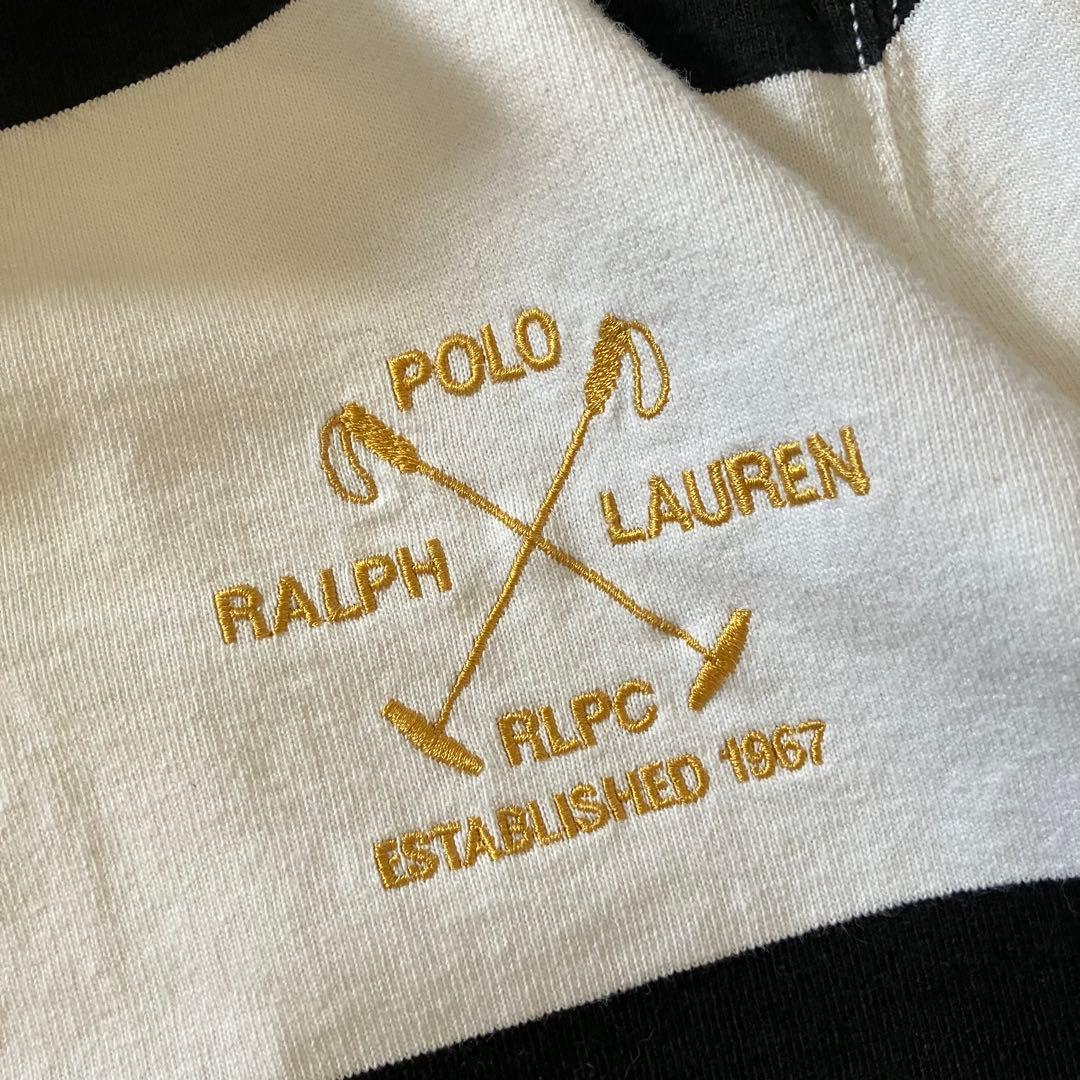 POLO
RALPH LAUREN
RLPC
ESTABLISHED 1967